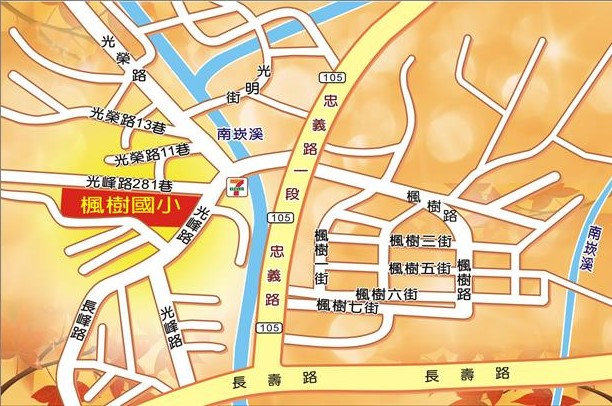 光榮路
光明街
105
忠義路一段
光榮路13巷
南崁溪
光榮路11巷
光峰路281巷
7
ELEVEN
楓樹國小
光峰路
楓樹路
105
忠義路
楓樹一街
楓樹三街
楓樹五街
楓樹路
南崁溪
楓樹六街
楓樹七街
長峰路
光峰路
105
長壽路
長壽路